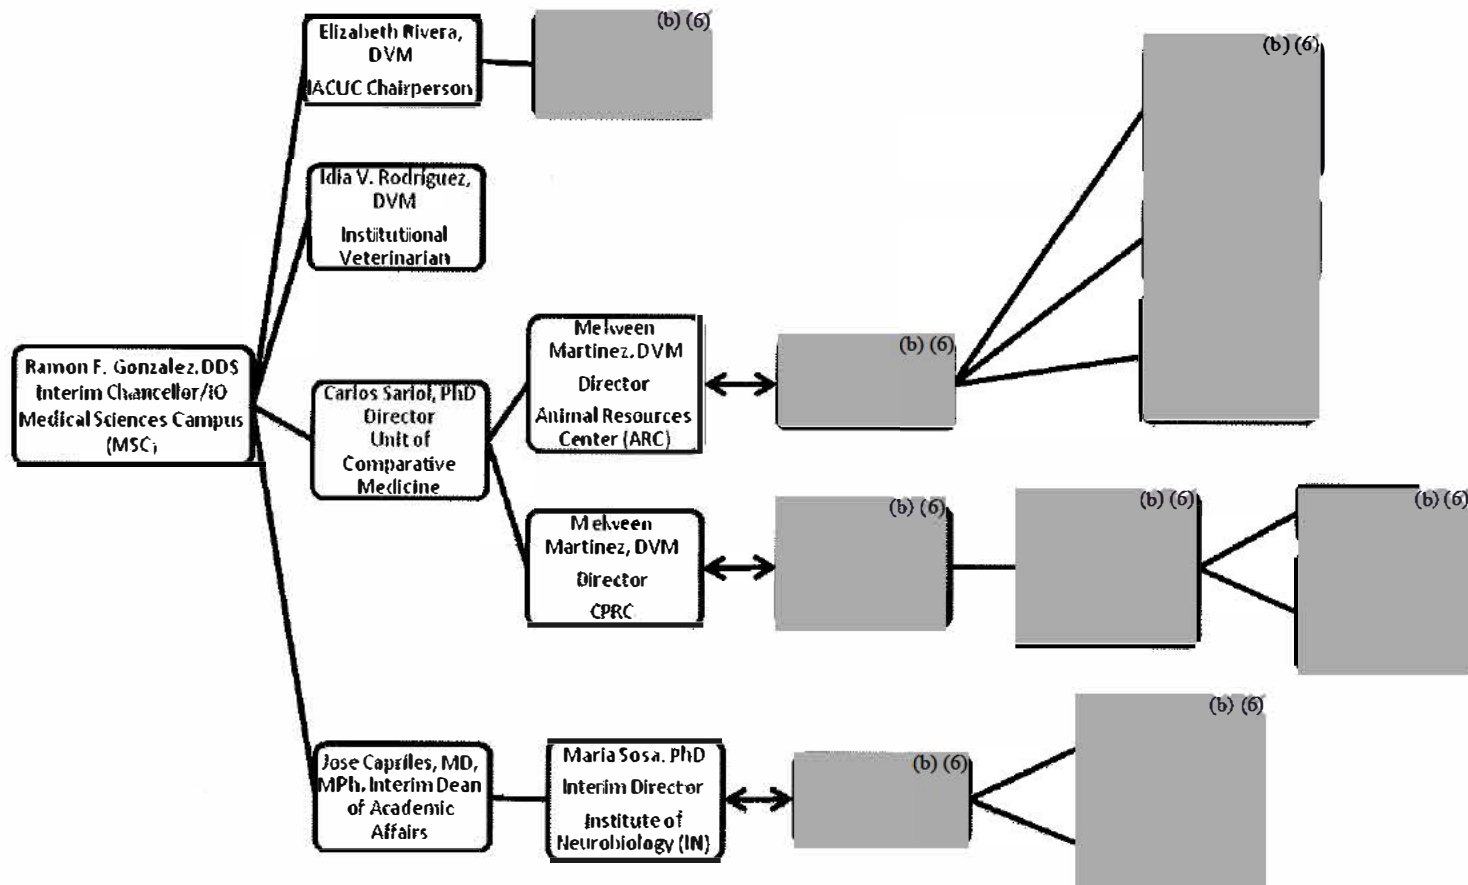 Elizabeth Rivera,
DVM
IACUC Chairperson
(b) (6)
(b) (6)
Idia V. Rodriguez,
DVM
Institutional
Veterinarian
Ramon F. Gonzalez, DDS
Interim Chancellor/IO
Medical Sciences Campus
(MSC)
Carlos Sariol, PhD
Director
Unit of
Comparative
Medicine
Melween
Martinez, DVM
Director
Animal Resources
Center (ARC)
(b) (6)
Melween
Martinez, DVM
Director
CPRC
(b) (6)
(b) (6)
(b) (6)
Jose Capriles, MD,
MPh, Interim Dean
of Academic
Affairs
Maria Sosa, PhD
Interim Director
Institute of
Neurobiology (IN)
(b) (6)
(b) (6)